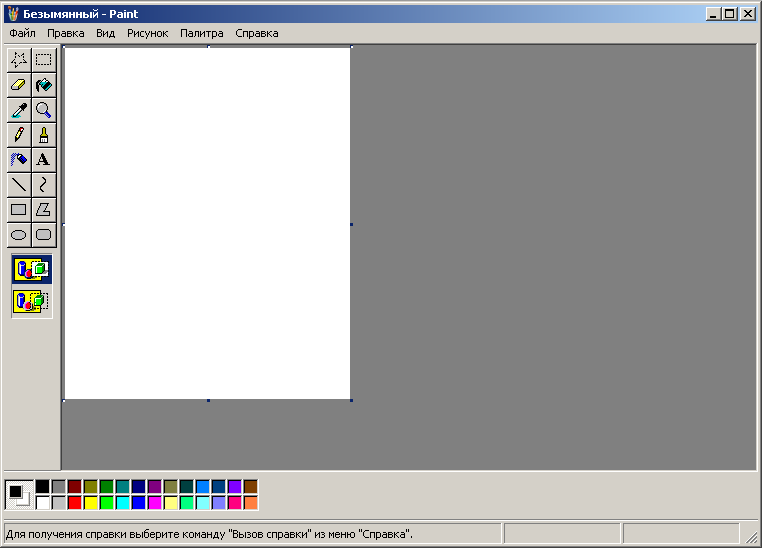 Безымянный - Paint
Файл Правка Вид Рисунок Палитра Справка
A
Для получения справки выберите команду "Вызов справки" из меню "Справка".